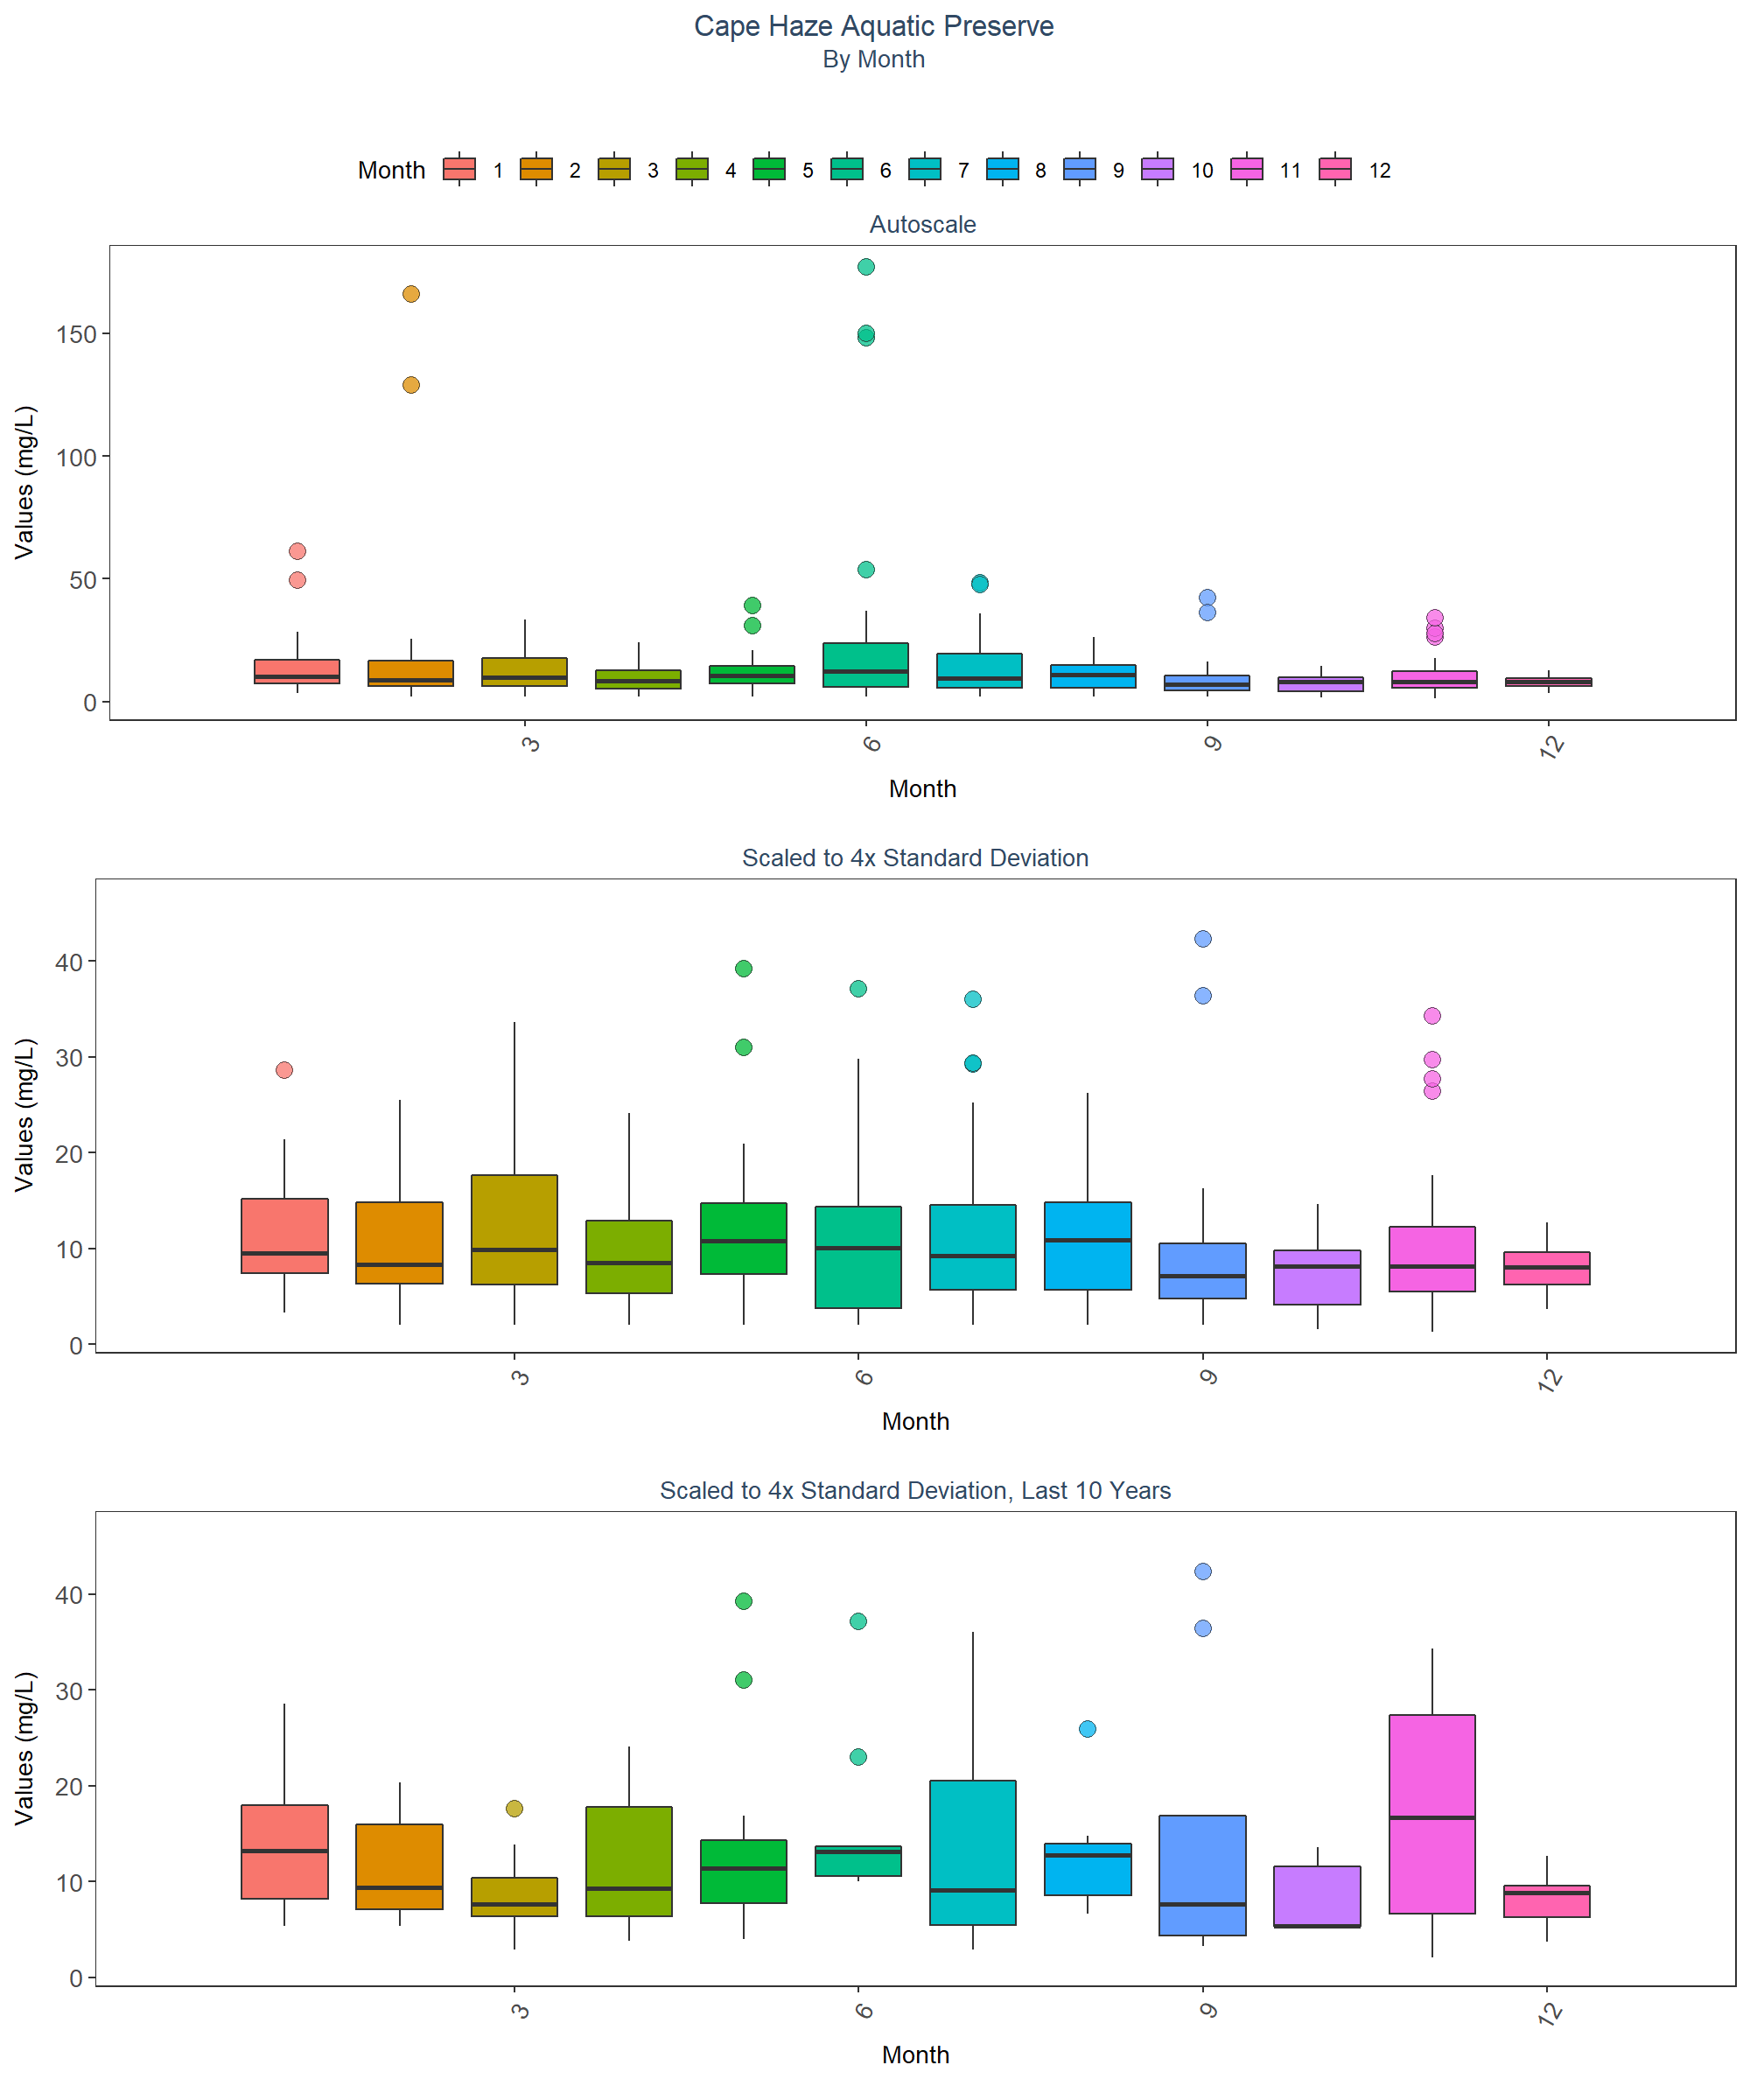 Cape Haze Aquatic Preserve
By Month
Month 1 2 3 4 5 6 7 8 9 10 11 12
Autoscale
Values (mg/L)
150
100
50
0
3 6 9 12
Month
Scaled to 4x Standard Deviation
Values (mg/L)
40
30
20
10
0
3 6 9 12
Month
Scaled to 4x Standard Deviation, Last 10 Years
Values (mg/L)
40
30
20
10
0
3 6 9 12
Month